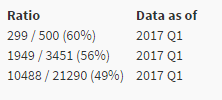 Ratio Data as of
299 / 500 (60%) 2017 Q1
1949 / 3451 (56%) 2017 Q1
10488 / 21290 (49%) 2017 Q1